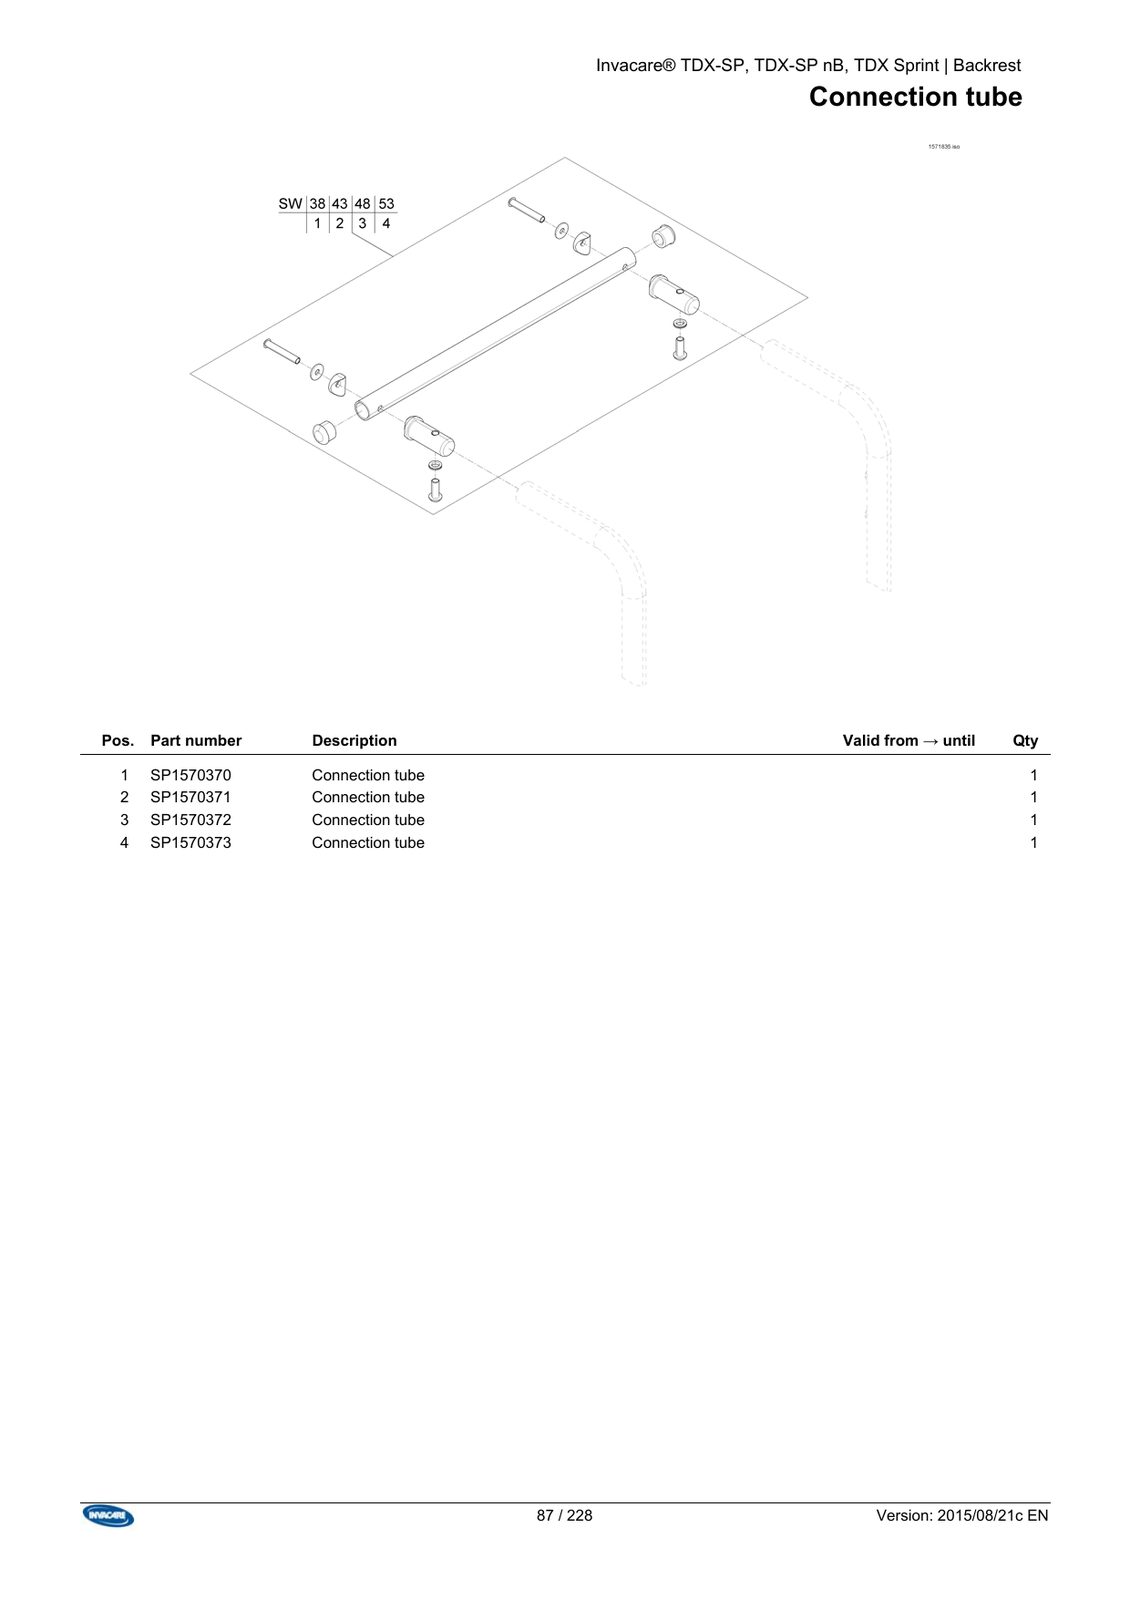 Invacare® TDX-SP, TDX-SP nB, TDX Sprint | Backrest
Connection tube
1571836 iso
SW 38 43 48 53
1 2 3 4
Pos. Part number Description Valid from → until Qty
1 SP1570370 Connection tube 1
2 SP1570371 Connection tube 1
3 SP1570372 Connection tube 1
4 SP1570373 Connection tube 1
INVACARE 87 / 228 Version: 2015/08/21c EN